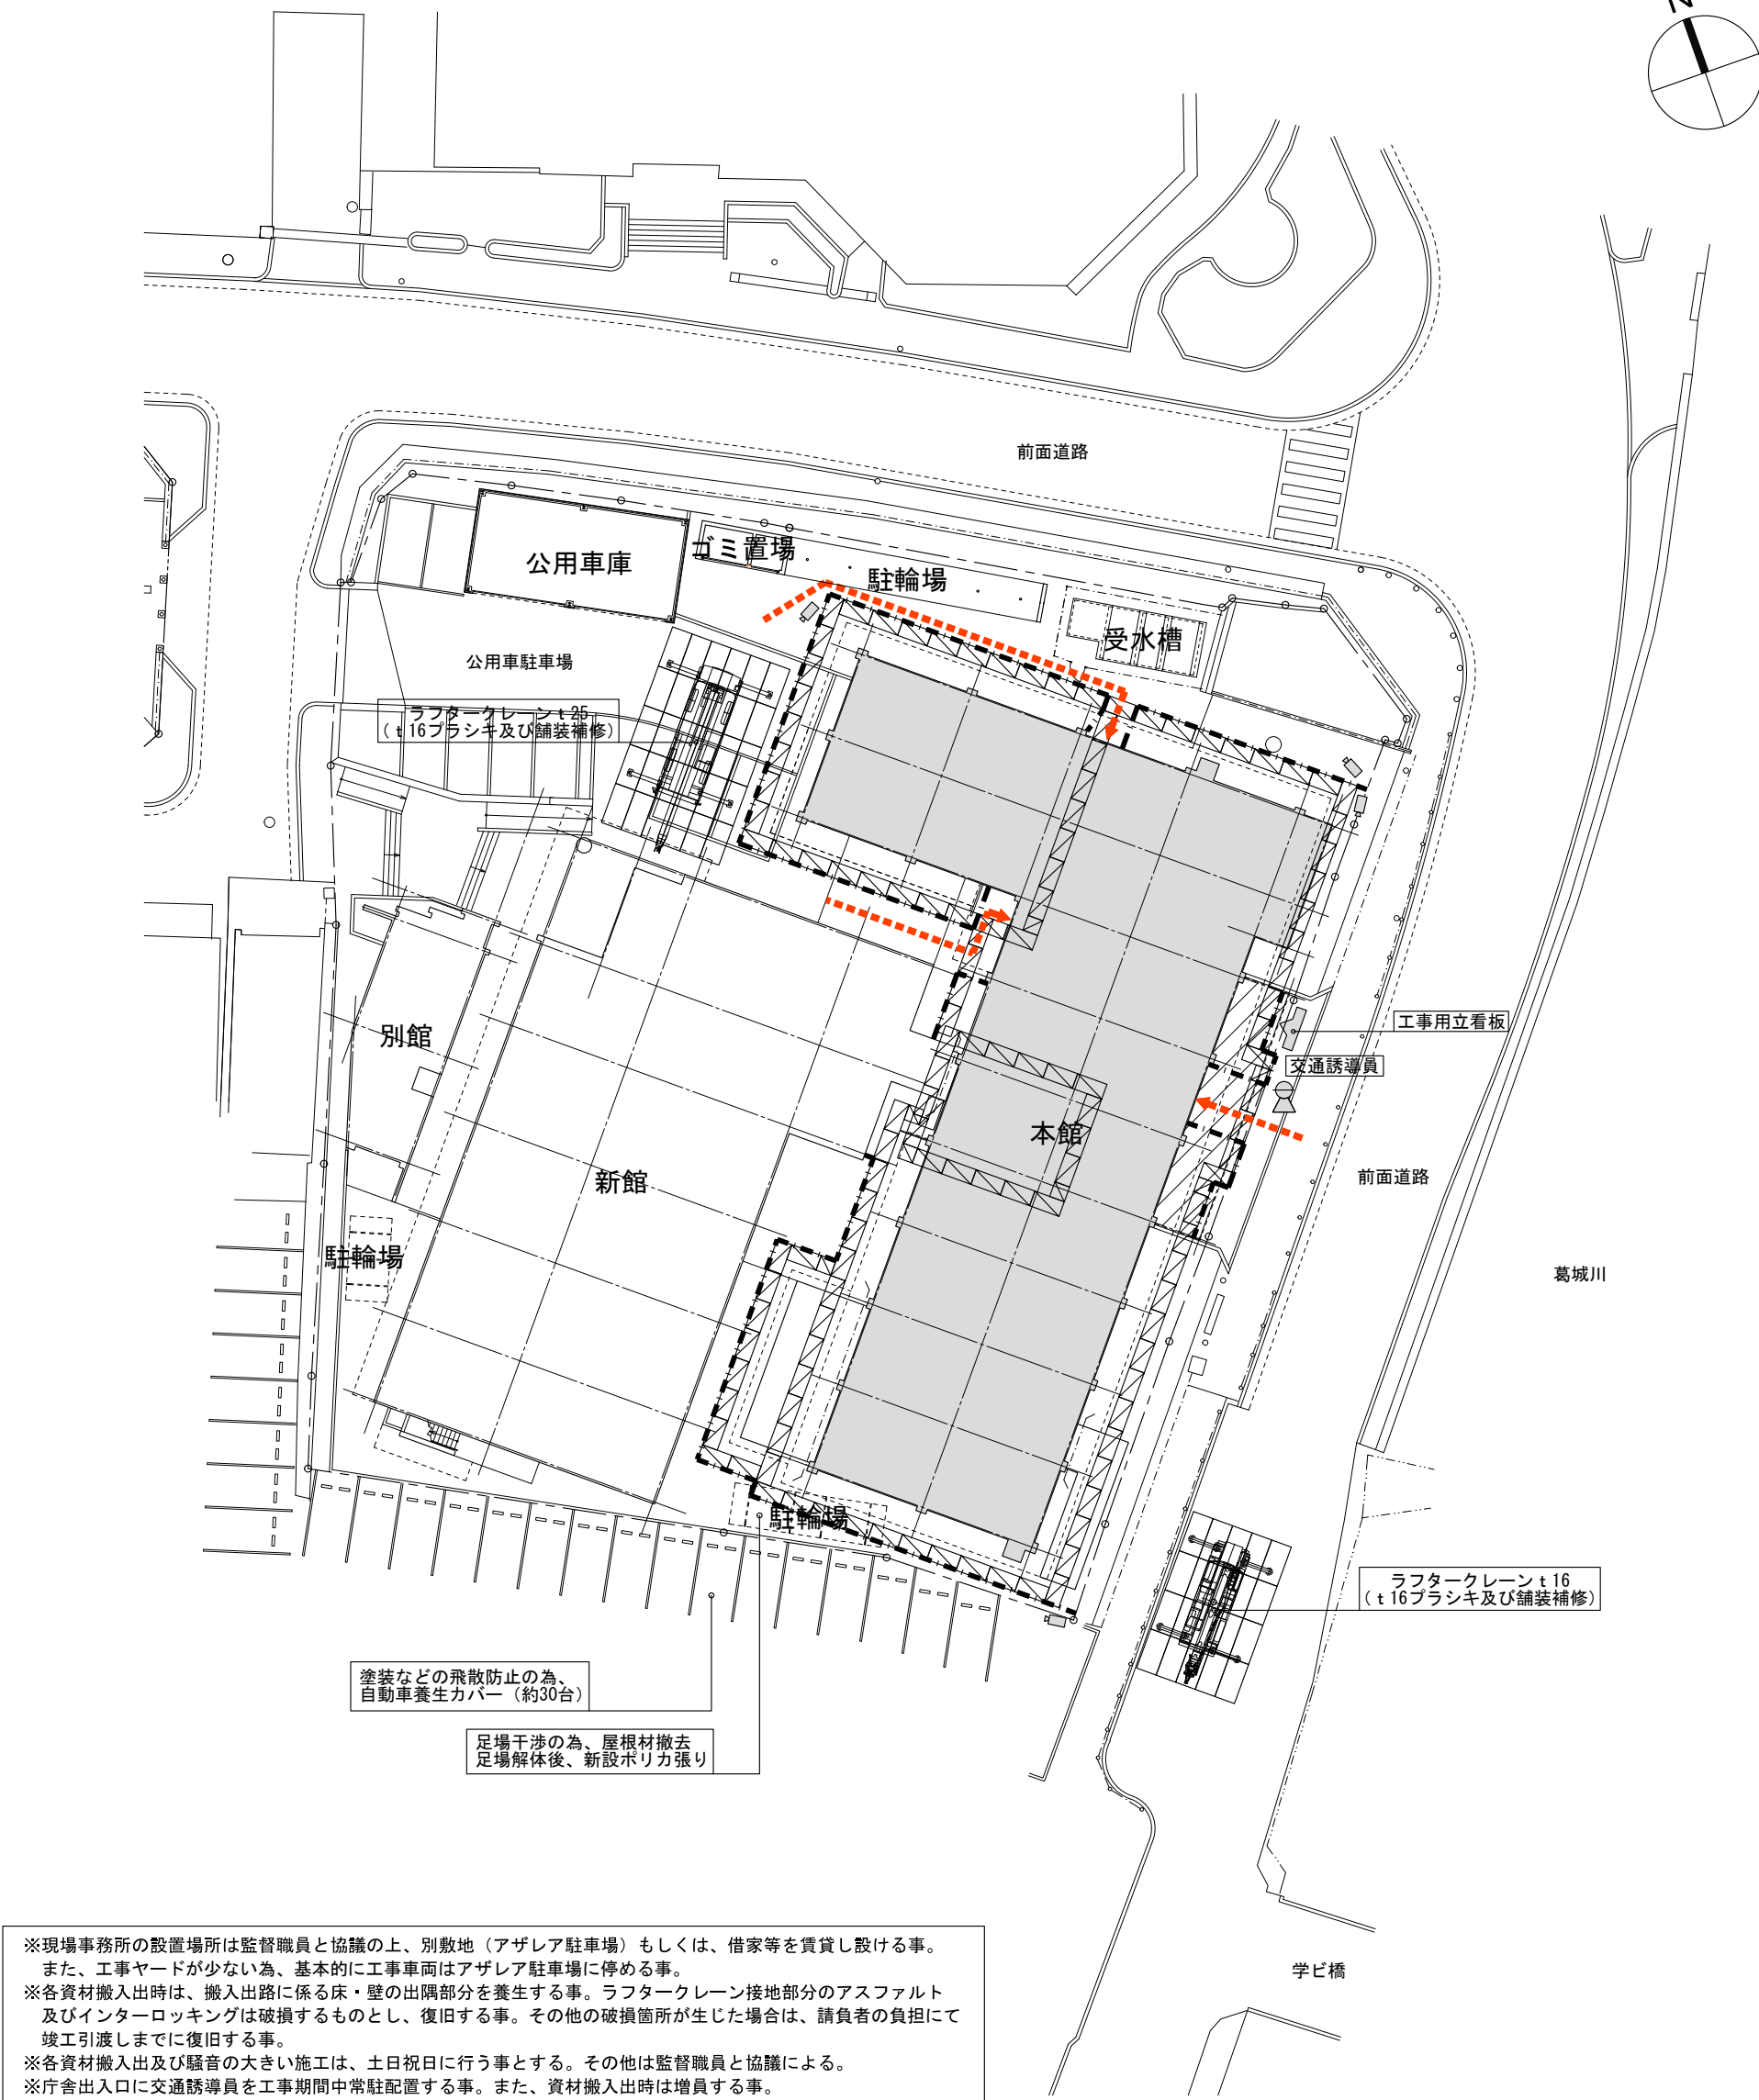 N
前面道路
公用車庫
ゴミ置場
駐輪場
受水槽
公用車駐車場
ラフタークレーンｔ25
（ｔ16プラシキ及び舗装補修）
別館
工事用立看板
交通誘導員
本館
新館
前面道路
駐輪場
葛城川
駐輪場
ラフタークレーンｔ16
（ｔ16プラシキ及び舗装補修）
塗装などの飛散防止の為、
自動車養生カバー（約30台）
足場干渉の為、屋根材撤去
足場解体後、新設ポリカ張り
※現場事務所の設置場所は監督職員と協議の上、別敷地（アザレア駐車場）もしくは、借家等を賃貸し設ける事。
また、工事ヤードが少ない為、基本的に工事車両はアザレア駐車場に停める事。
※各資材搬入出時は、搬入出路に係る床・壁の出隅部分を養生する事。ラフタークレーン接地部分のアスファルト
及びインターロッキングは破損するものとし、復旧する事。その他の破損箇所が生じた場合は、請負者の負担にて
竣工引渡しまでに復旧する事。
※各資材搬入出及び騒音の大きい施工は、土日祝日に行う事とする。その他は監督職員と協議による。
※庁舎出入口に交通誘導員を工事期間中常駐配置する事。また、資材搬入出時は増員する事。
学ビ橋